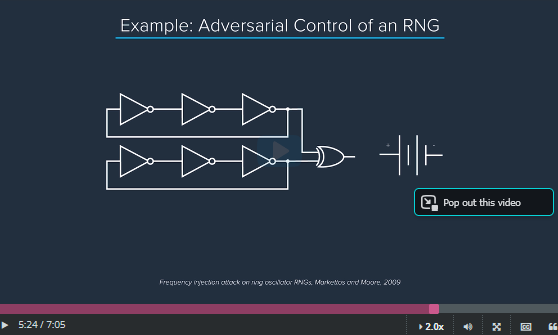 Example: Adversarial Control of an RNG
+ -
Pop out this video
Frequency injection attack on ring oscillator RNGs, Markettos and Moore, 2009
5:24 / 7:05
2.0x
CC